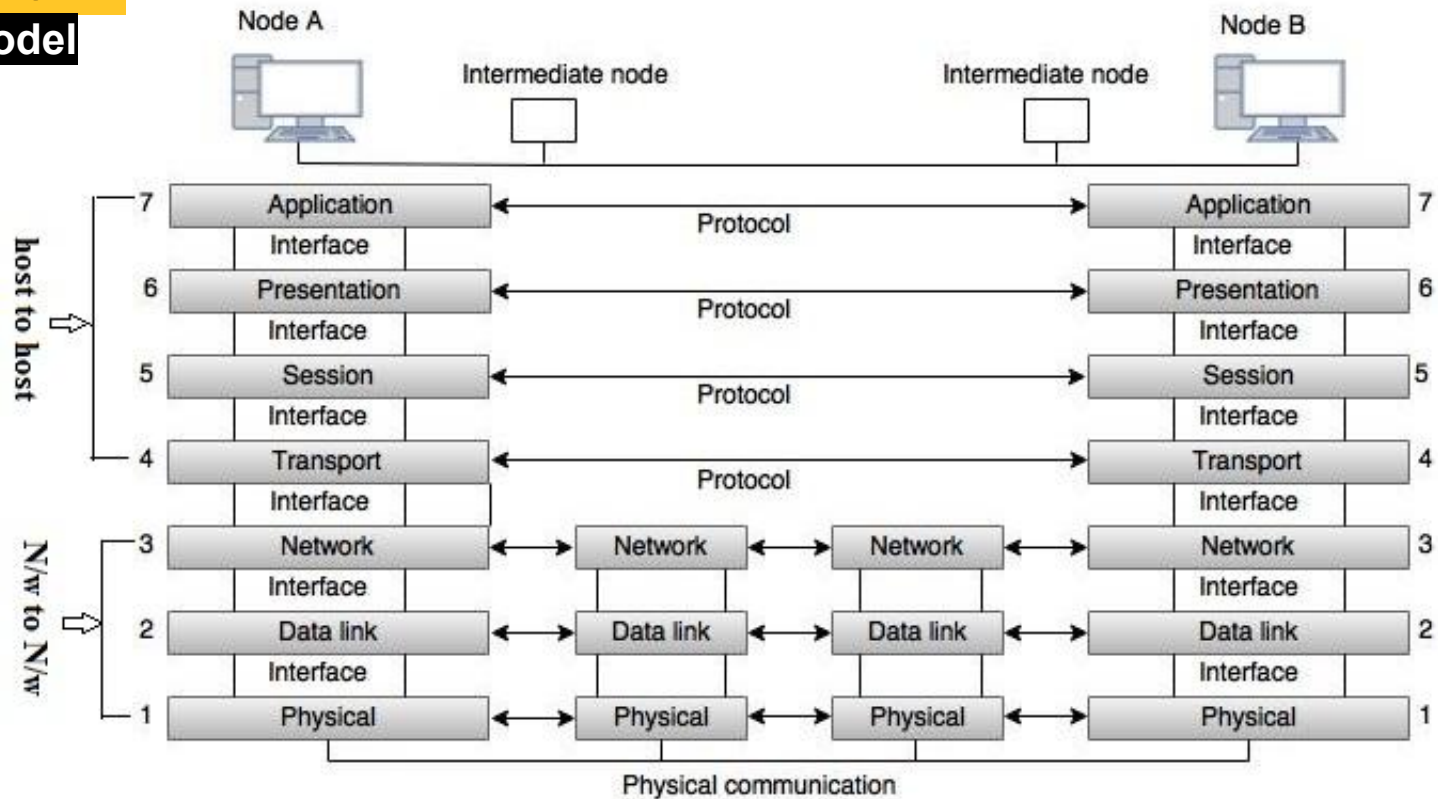 odel
Node A
Node B
Intermediate node
Intermediate node
7 Application Protocol Application 7
Interface Interface
6 Presentation Protocol Presentation 6
Interface Interface
host to host
5 Session Protocol Session 5
Interface Interface
4 Transport Protocol Transport 4
Interface Interface
3 Network Network Network Network 3
Interface Interface
N/w to N/w
2 Data link Data link Data link Data link 2
Interface Interface
1 Physical Physical Physical Physical 1
Physical communication